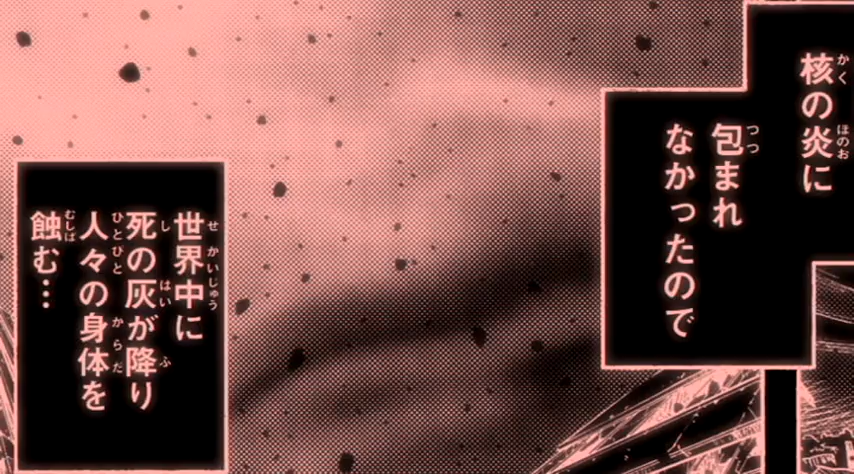 核の炎に
包まれ
なかったので
世界中に
死の灰が降り
人々の身体を
蝕む…